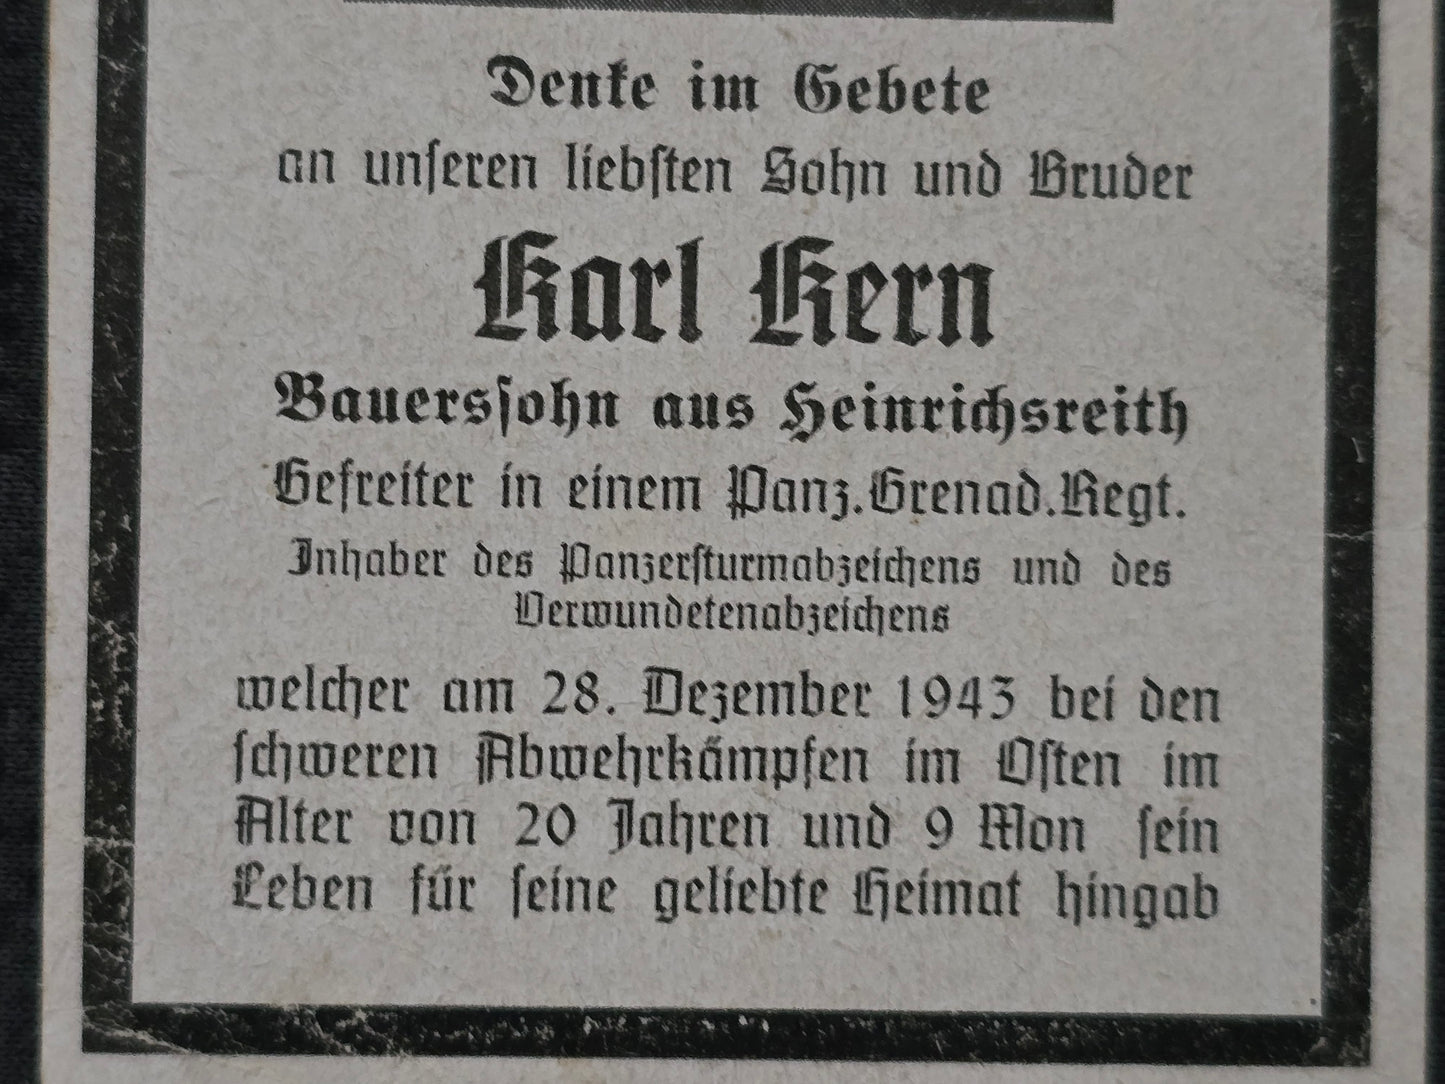 Denke im Gebete
an unseren liebsten Sohn und Bruder
Karl Kern
Bauerssohn aus Heinrichsreith
Gefreiter in einem Panz.Grenad.Regt.
Inhaber des Panzersturmabzeichens und des
Verwundetenabzeichens
welcher am 28. Dezember 1943 bei den
schweren Abwehrkämpfen im Osten im
Alter von 20 Jahren und 9 Mon sein
Leben für seine geliebte Heimat hingab